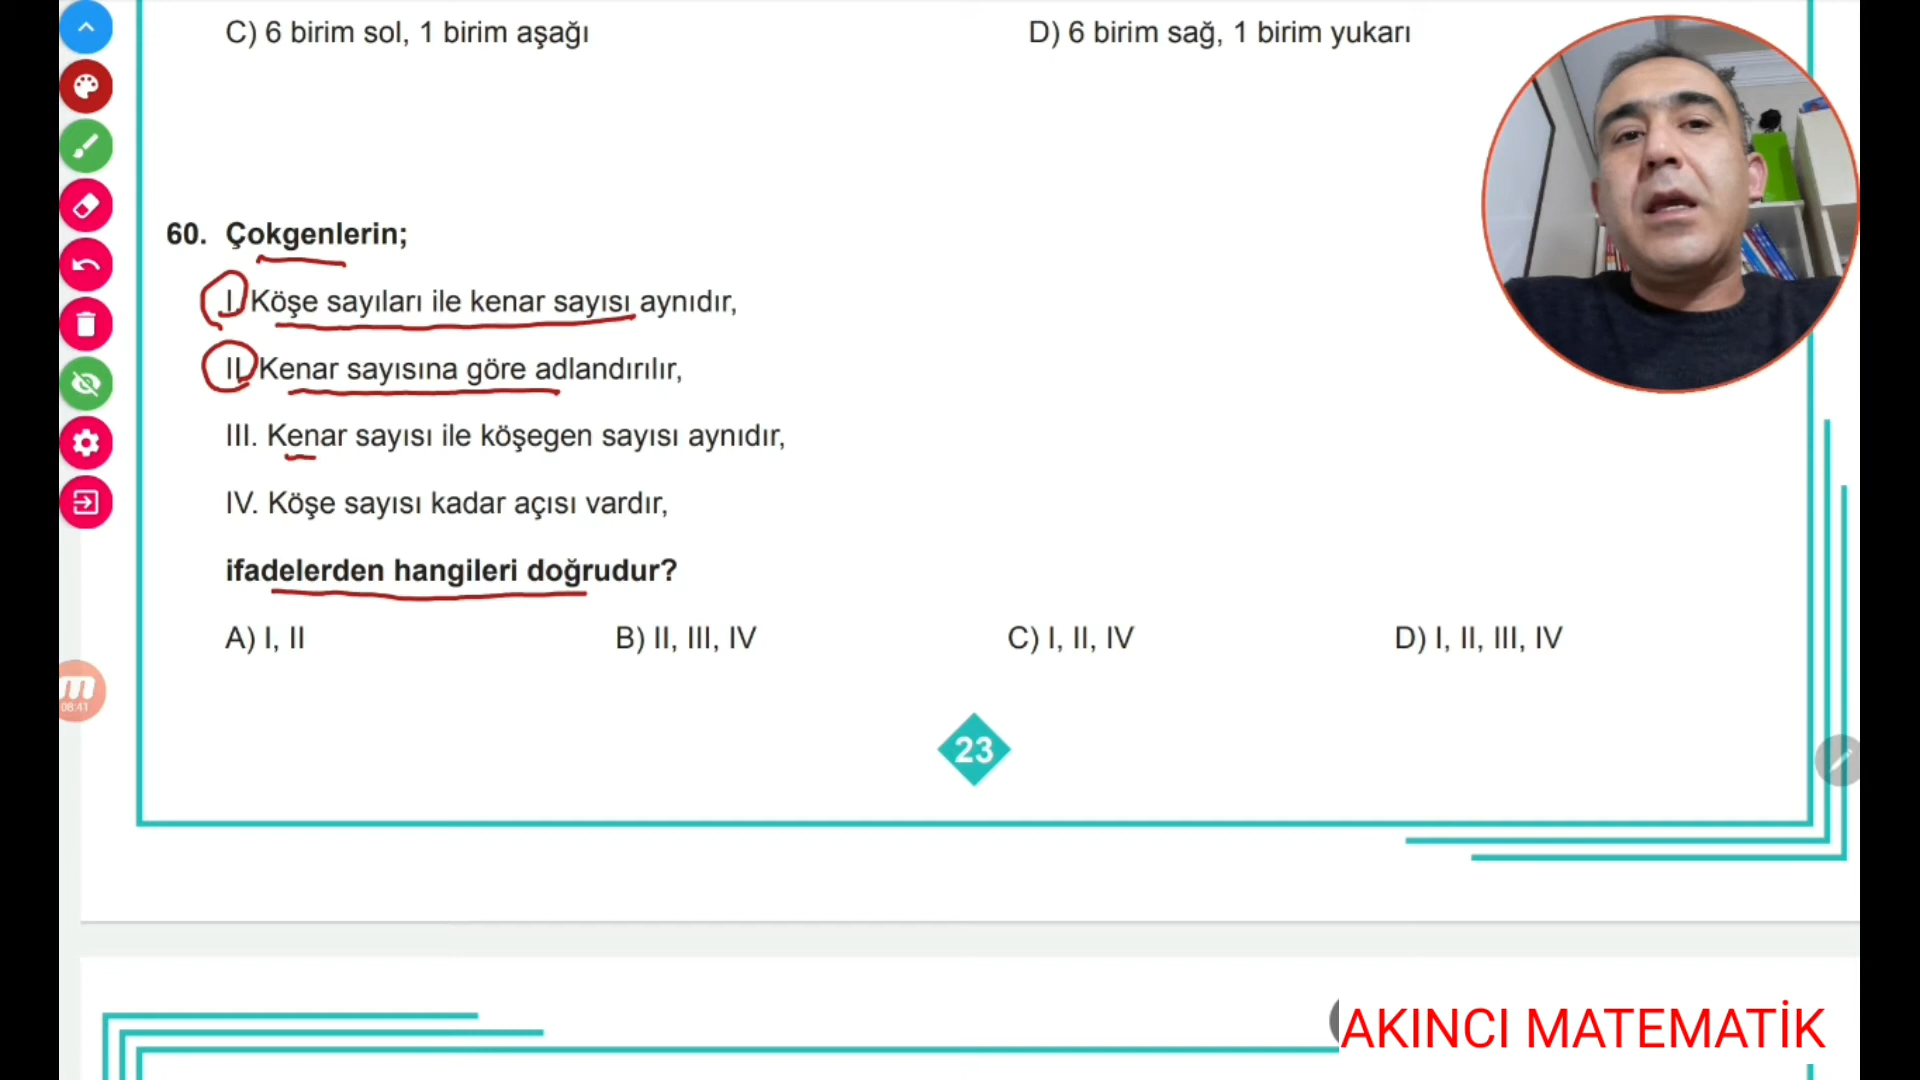 C) 6 birim sol, 1 birim aşağı
D) 6 birim sağ, 1 birim yukarı
60. Çokgenlerin;
I. Köşe sayıları ile kenar sayısı aynıdır,
II. Kenar sayısına göre adlandırılır,
III. Kenar sayısı ile köşegen sayısı aynıdır,
IV. Köşe sayısı kadar açısı vardır,
ifadelerden hangileri doğrudur?
A) I, II
B) II, III, IV
C) I, II, IV
D) I, II, III, IV
m
08:41
23
AKINCI MATEMATİK